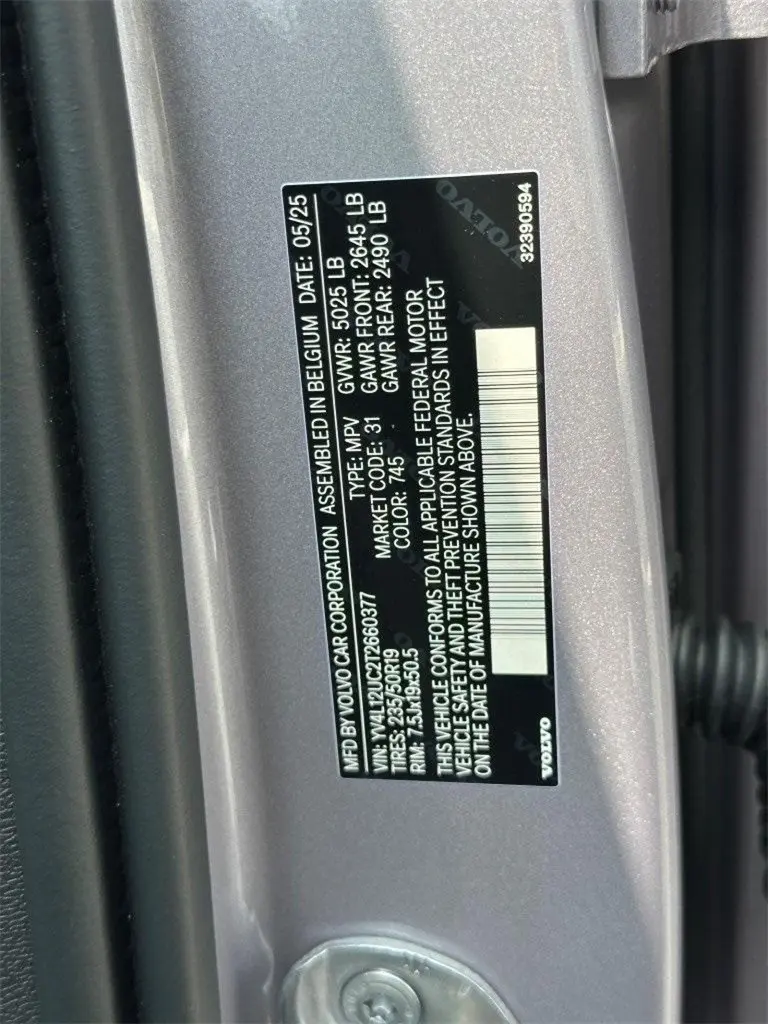 MFD BY VOLVO CAR CORPORATION ASSEMBLED IN BELGIUM DATE: 05/25
VIN: YV4L12UC2T2660377 TYPE: MPV GVWR: 5025 LB
TIRES: 235/50R19 MARKET CODE: 31 GAWR FRONT: 2645 LB
RIM: 7.5Jx19x50.5 COLOR: 745 - GAWR REAR: 2490 LB
THIS VEHICLE CONFORMS TO ALL APPLICABLE FEDERAL MOTOR
VEHICLE SAFETY AND THEFT PREVENTION STANDARDS IN EFFECT
ON THE DATE OF MANUFACTURE SHOWN ABOVE.
VOLVO 32390594